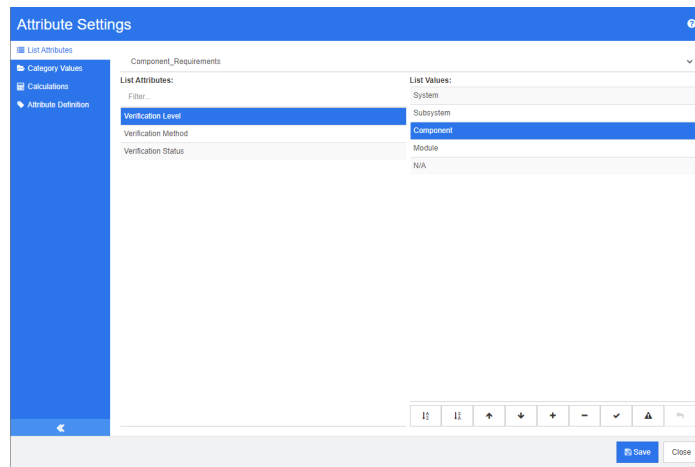 Attribute Settings
List Attributes
Category Values
Calculations
Attribute Definition
Component_Requirements
List Attributes:
Filter...
Verification Level
Verification Method
Verification Status
List Values:
System
Subsystem
Component
Module
N/A
Save
Close